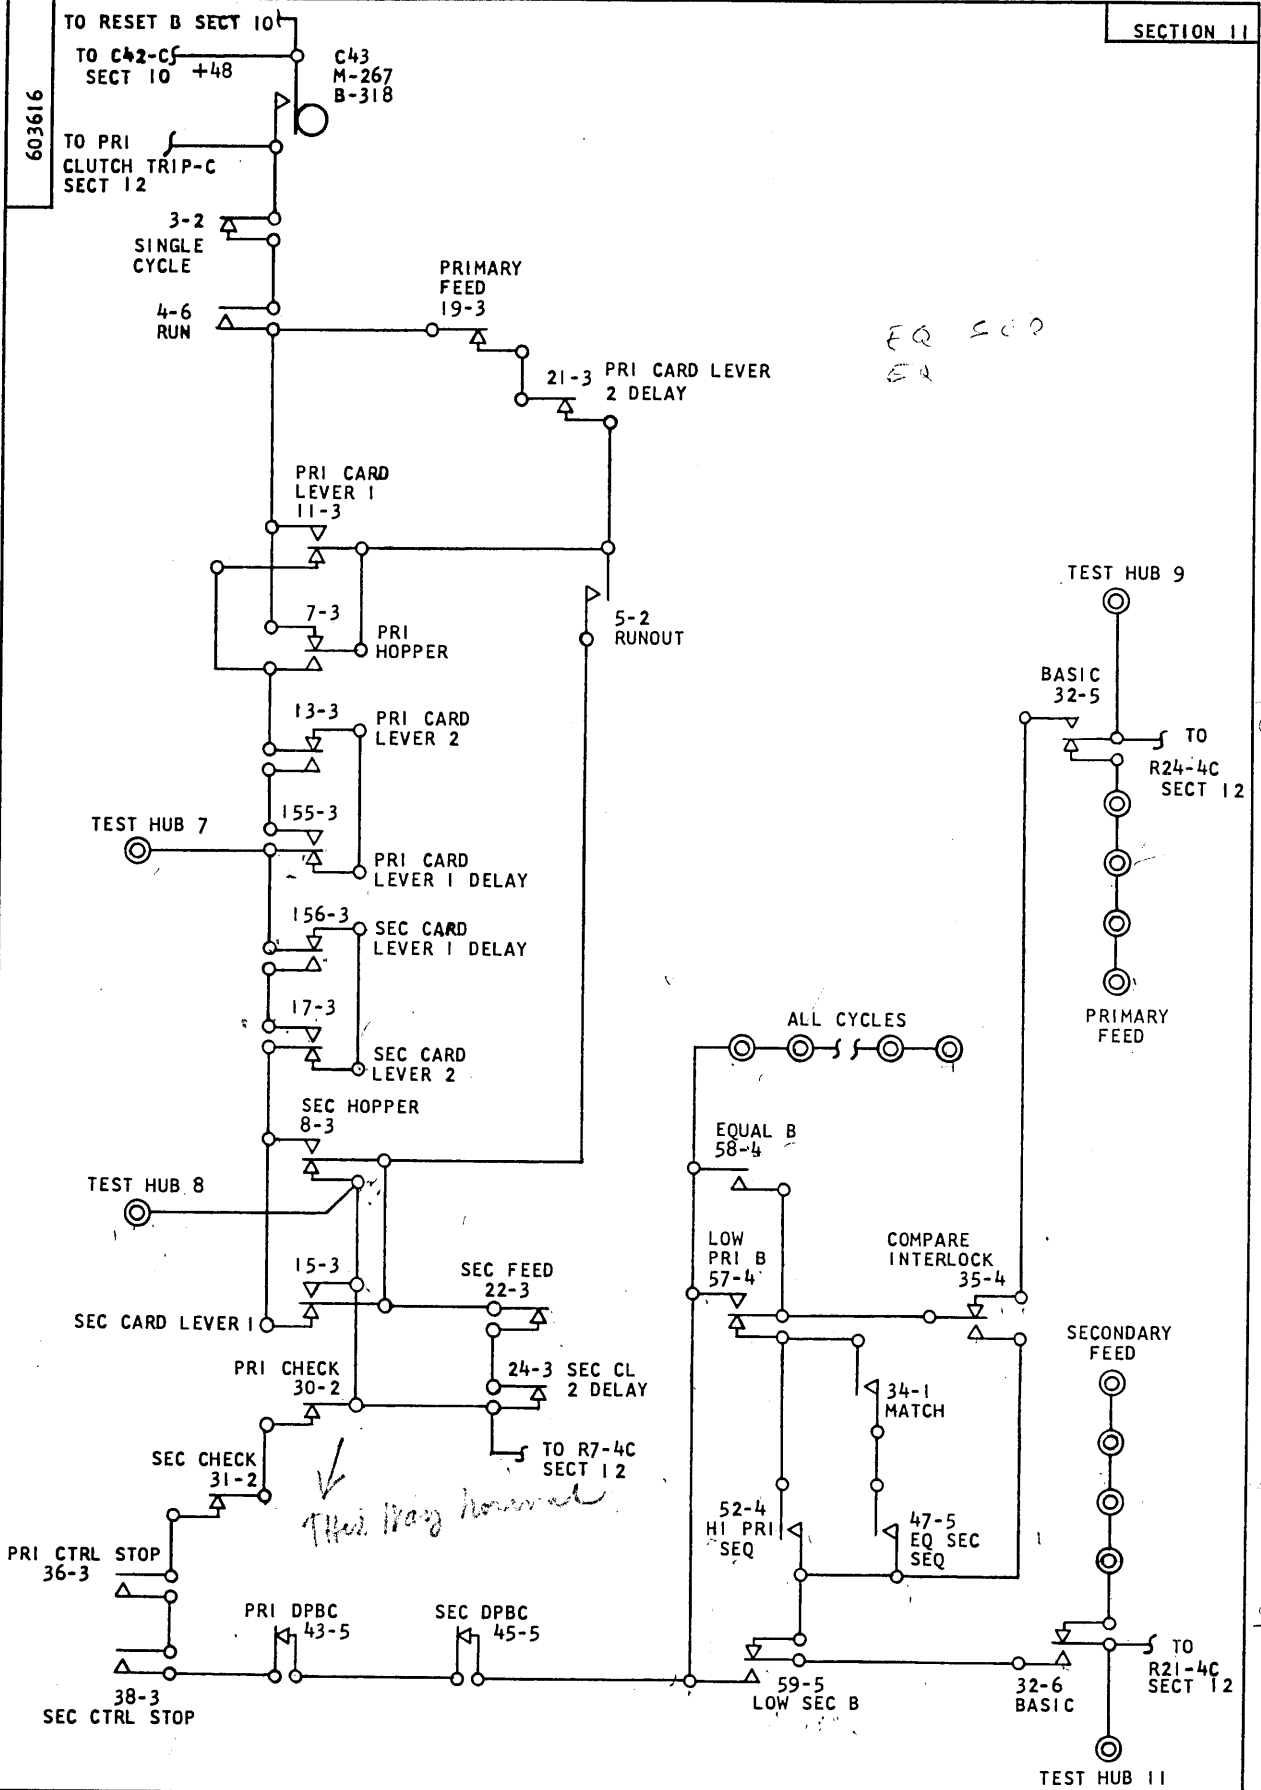 TO RESET B SECT 10
SECTION 11
TO C42-C
SECT 10 +48
C43
M-267
B-318
603616
TO PRI
CLUTCH TRIP-C
SECT 12
3-2
SINGLE
CYCLE
PRIMARY
FEED
19-3
4-6
RUN
EQ
21-3 PRI CARD LEVER
2 DELAY
PRI CARD
LEVER 1
11-3
TEST HUB 9
7-3
PRI
HOPPER
5-2
RUNOUT
BASIC
32-5
13-3 PRI CARD
LEVER 2
TO
R24-4C
SECT 12
155-3
TEST HUB 7
PRI CARD
LEVER 1 DELAY
156-3 SEC CARD
LEVER 1 DELAY
17-3
PRIMARY
FEED
ALL CYCLES
SEC CARD
LEVER 2
SEC HOPPER
8-3
EQUAL B
58-4
TEST HUB 8
LOW
PRI B
57-4
COMPARE
INTERLOCK
35-4
15-3
SEC FEED
22-3
SEC CARD LEVER 1
SECONDARY
FEED
PRI CHECK
30-2
24-3 SEC CL
2 DELAY
34-1
MATCH
TO R7-4C
SECT 12
SEC CHECK
31-2
This Way Normal
52-4
HI PRI
SEQ
47-5
EQ SEC
SEQ
PRI CTRL STOP
36-3
PRI DPBC
43-5
SEC DPBC
45-5
TO
R21-4C
SECT 12
38-3
SEC CTRL STOP
59-5
LOW SEC B
32-6
BASIC
TEST HUB 11